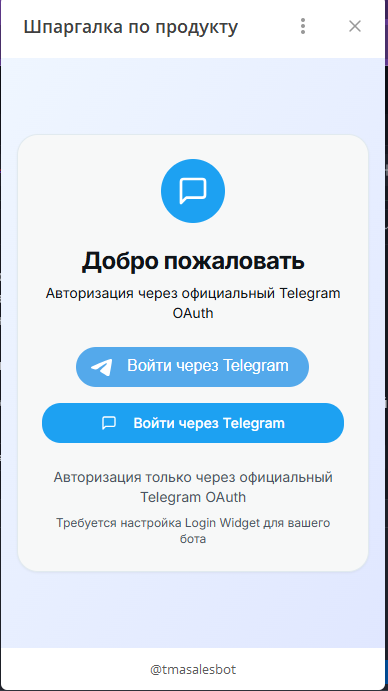 Шпаргалка по продукту
Добро пожаловать
Авторизация через официальный Telegram
OAuth
Войти через Telegram
Войти через Telegram
Авторизация только через официальный
Telegram OAuth
Требуется настройка Login Widget для вашего
бота
@tmasalesbot